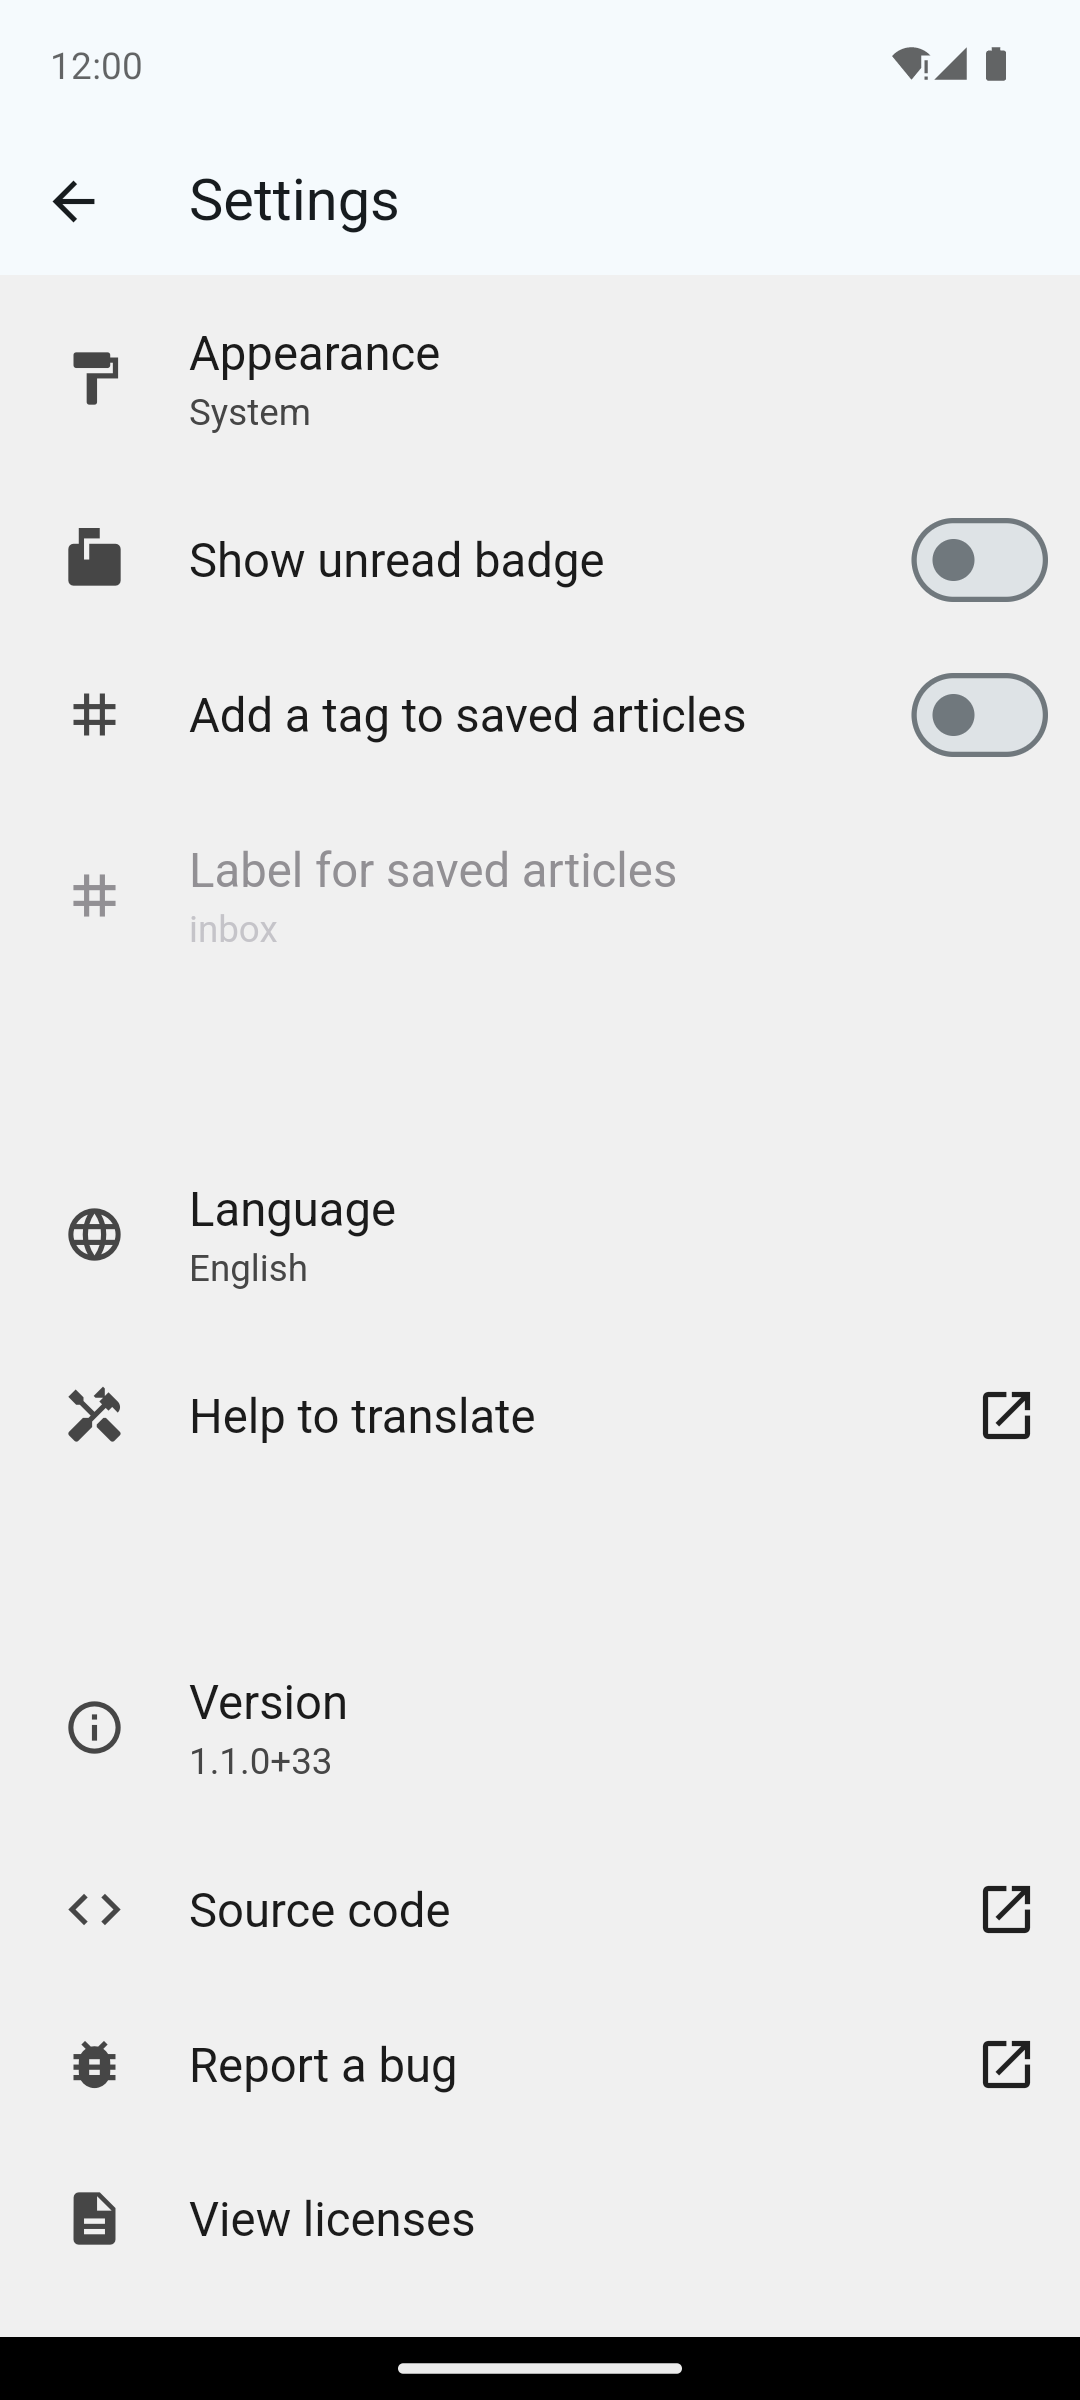 12:00
Settings
Appearance
System
Show unread badge
Add a tag to saved articles
Label for saved articles
inbox
Language
English
Help to translate
Version
1.1.0+33
Source code
Report a bug
View licenses